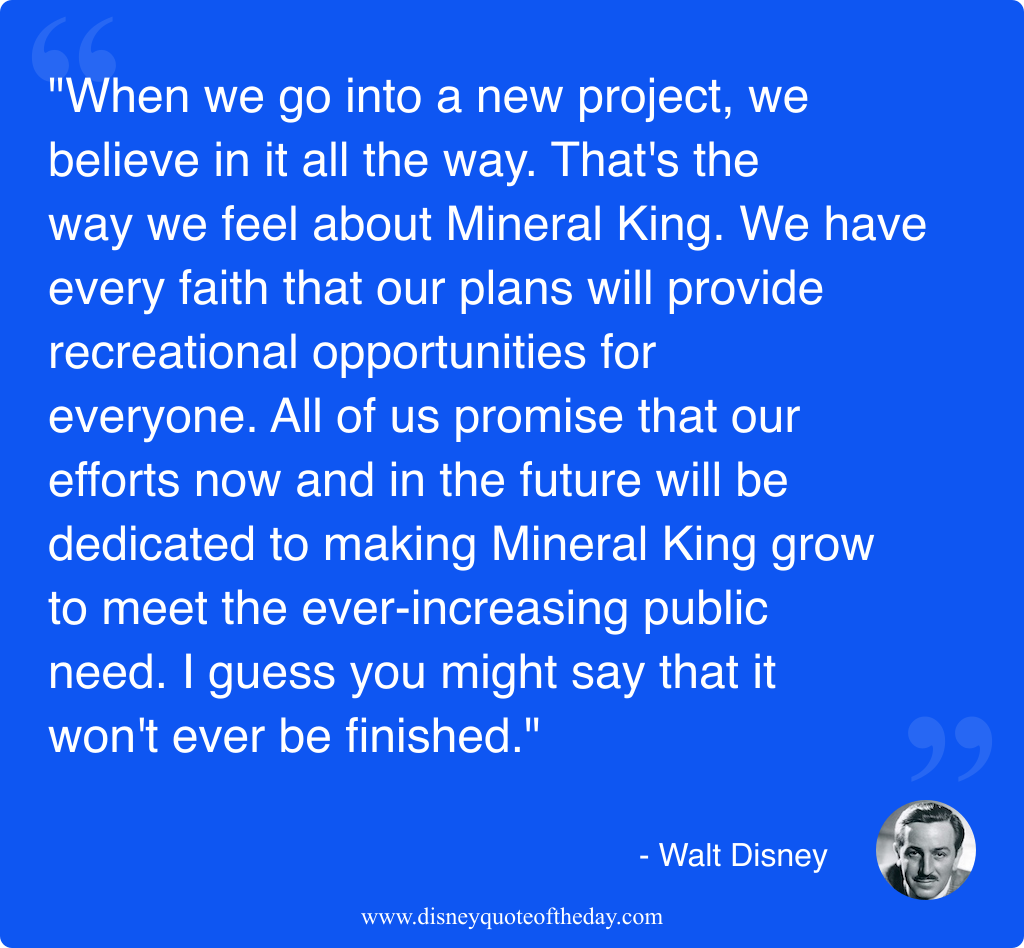 "When we go into a new project, we
believe in it all the way. That's the
way we feel about Mineral King. We have
every faith that our plans will provide
recreational opportunities for
everyone. All of us promise that our
efforts now and in the future will be
dedicated to making Mineral King grow
to meet the ever-increasing public
need. I guess you might say that it
won't ever be finished."
- Walt Disney
www.disneyquoteoftheday.com